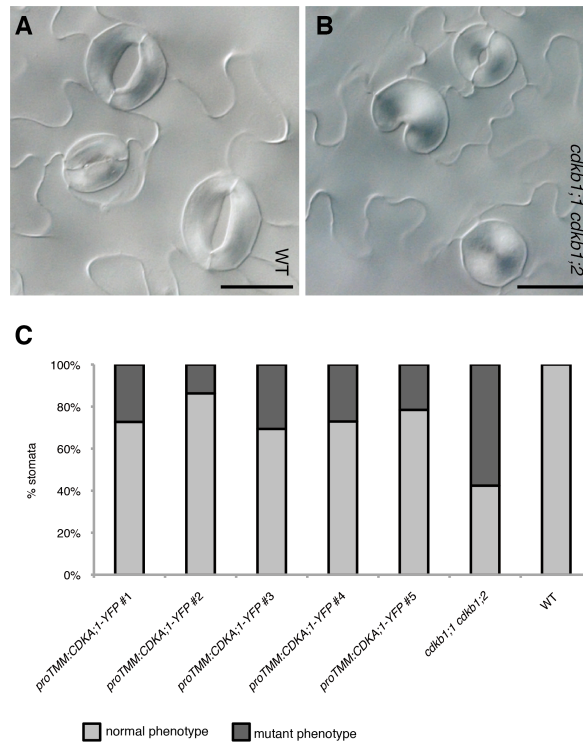 A
B
WT
cdkb1;1 cdkb1;2
C
100%
80%
60%
40%
20%
0%
% stomata
proTMM:CDKA;1-YFP #1
proTMM:CDKA;1-YFP #2
proTMM:CDKA;1-YFP #3
proTMM:CDKA;1-YFP #4
proTMM:CDKA;1-YFP #5
cdkb1;1 cdkb1;2
WT
normal phenotype
mutant phenotype